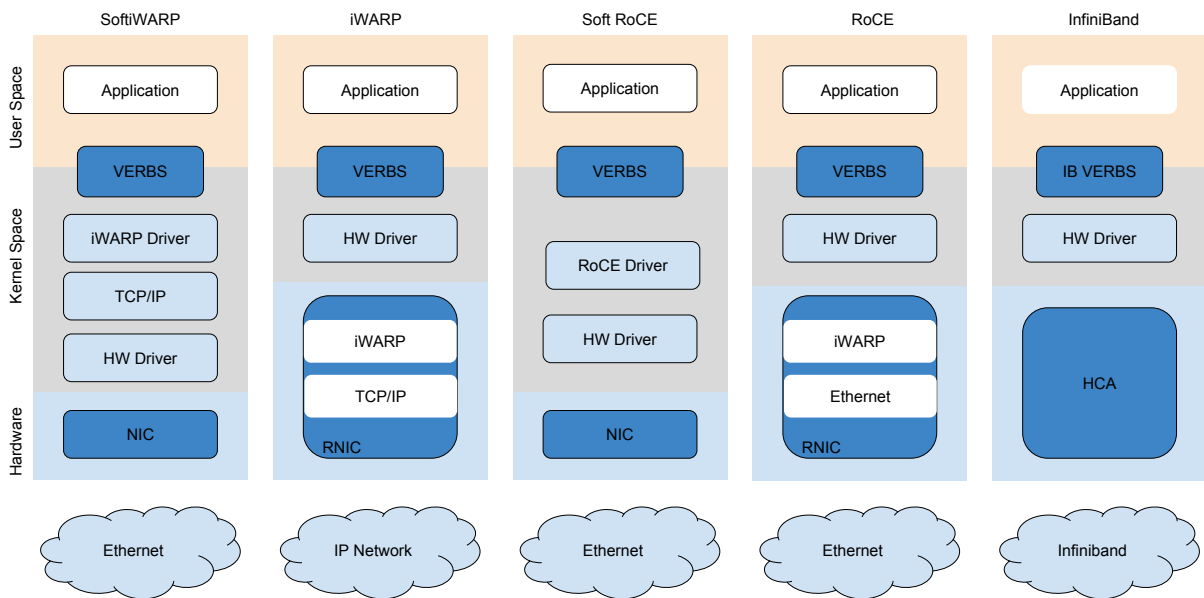 SoftiWARP
iWARP
Soft RoCE
RoCE
InfiniBand
User Space
Application
Application
Application
Application
Application
VERBS
VERBS
VERBS
VERBS
IB VERBS
Kernel Space
iWARP Driver
HW Driver
RoCE Driver
HW Driver
HW Driver
TCP/IP
HW Driver
HW Driver
iWARP
TCP/IP
RNIC
iWARP
Ethernet
RNIC
HCA
Hardware
NIC
NIC
Ethernet
IP Network
Ethernet
Ethernet
Infiniband